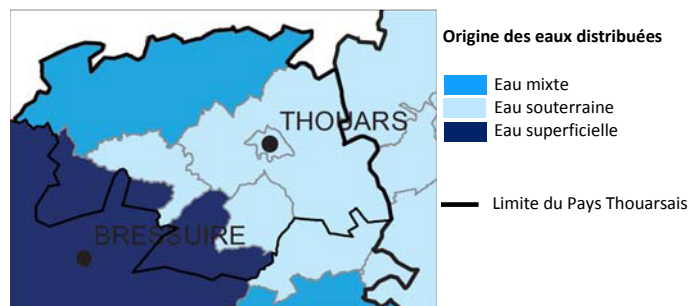 Origine des eaux distribuées
Eau mixte
Eau souterraine
Eau superficielle
Limite du Pays Thouarsais
THOUARS
BRESSUIRE